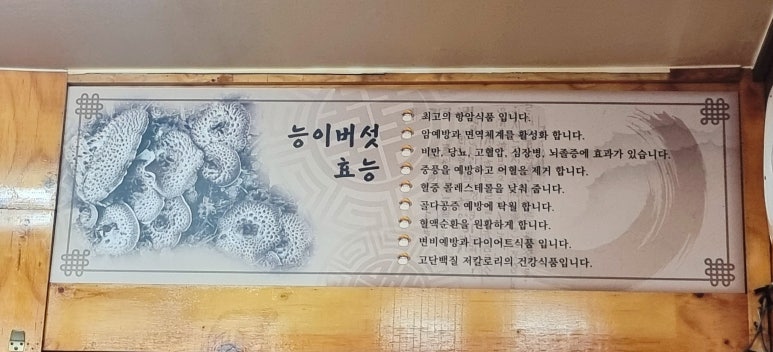 능이버섯
효능
최고의 항암식품 입니다.
암예방과 면역체계를 활성화 합니다.
비만, 당뇨, 고혈압, 심장병, 뇌졸증에 효과가 있습니다.
중풍을 예방하고 어혈을 제거 합니다.
혈중 콜레스테롤을 낮춰 줍니다.
골다공증 예방에 탁월 합니다.
혈액순환을 원활하게 합니다.
변비예방과 다이어트식품 입니다.
고단백질 저칼로리의 건강식품입니다.